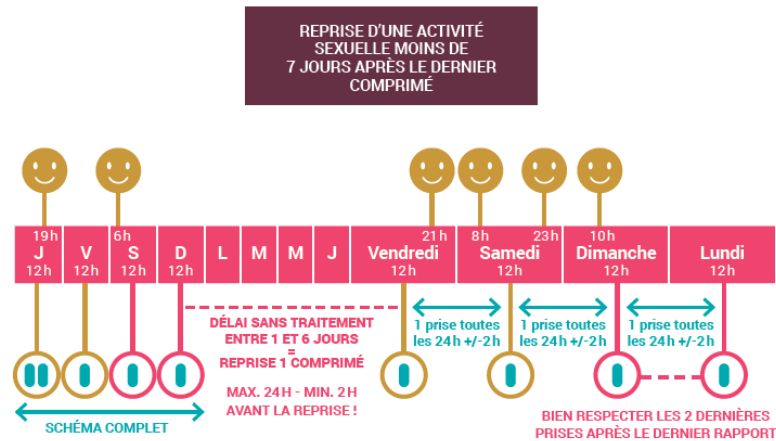 REPRISE D'UNE ACTIVITÉ
SEXUELLE MOINS DE
7 JOURS APRÈS LE DERNIER
COMPRIMÉ
19h 6h 21h 8h 23h 10h
J V S D L M M J Vendredi Samedi Dimanche Lundi
12h 12h 12h 12h 12h 12h 12h 12h
DÉLAI SANS TRAITEMENT
ENTRE 1 ET 6 JOURS
=
REPRISE 1 COMPRIMÉ
MAX. 24H - MIN. 2H
AVANT LA REPRISE !
1 prise toutes
les 24h +/-2h
1 prise toutes
les 24h +/-2h
1 prise toutes
les 24h +/-2h
SCHÉMA COMPLET
BIEN RESPECTER LES 2 DERNIÈRES
PRISES APRÈS LE DERNIER RAPPORT